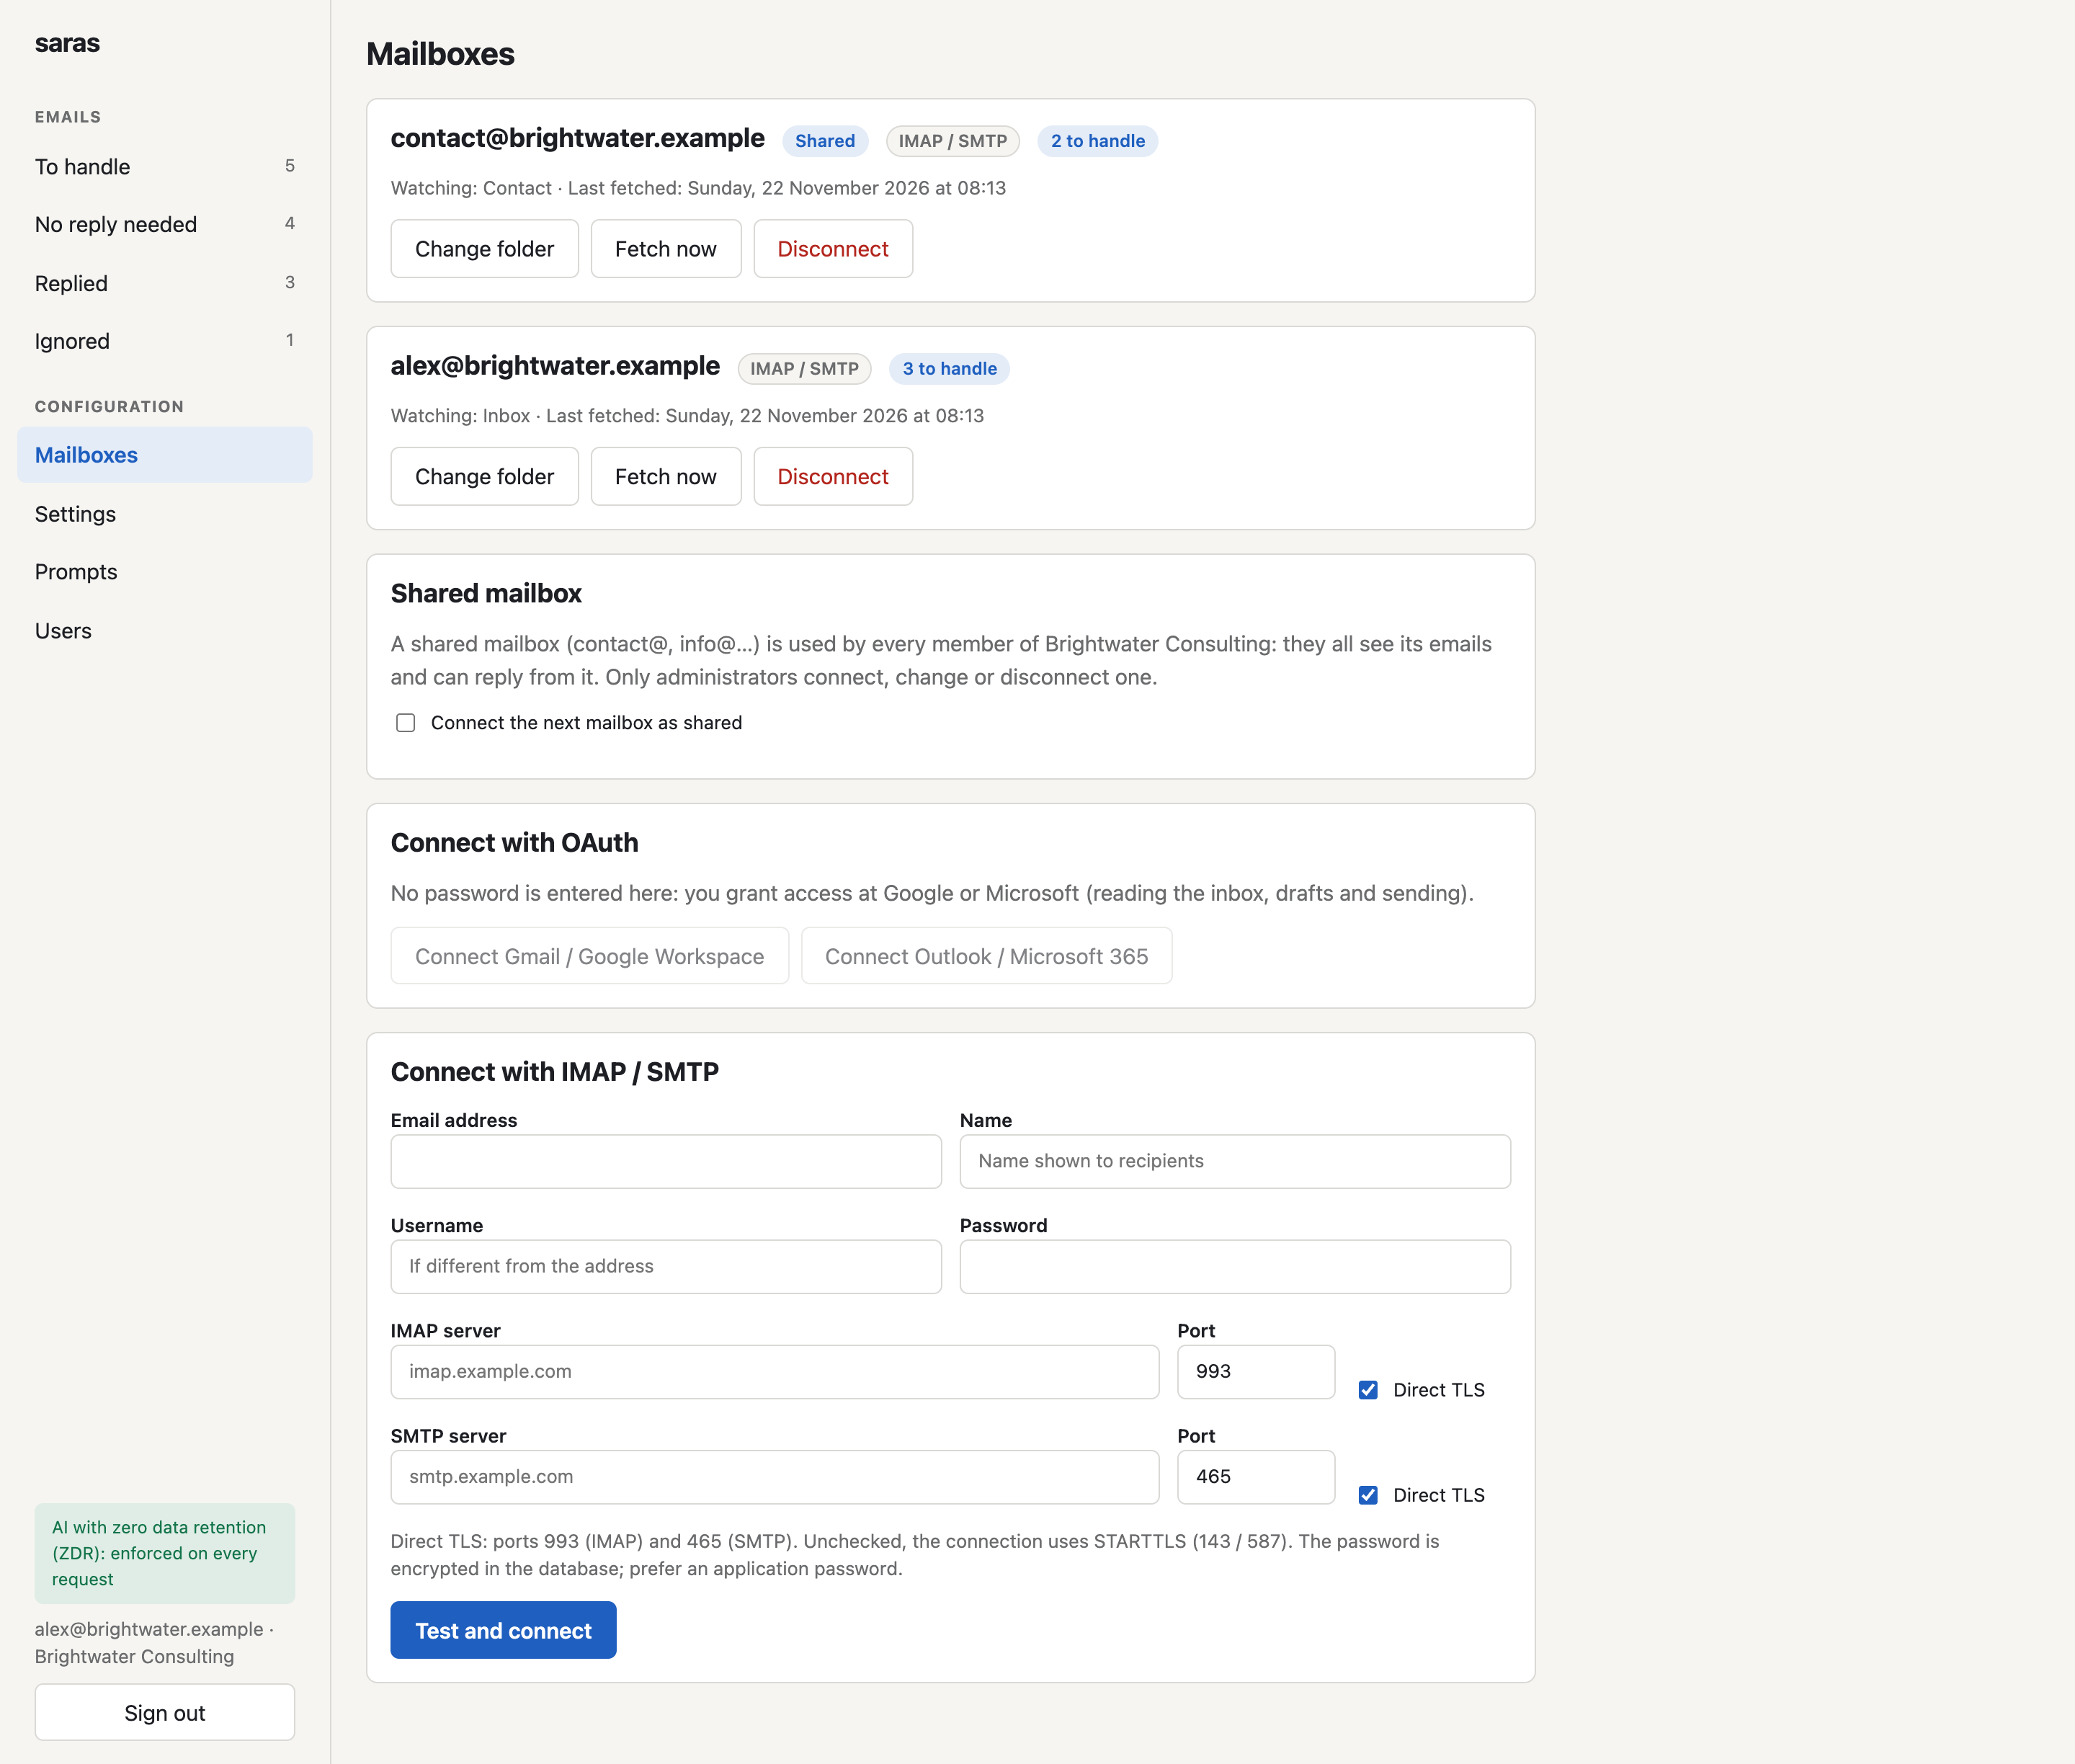 saras
EMAILS
To handle 5
No reply needed 4
Replied 3
Ignored 1
CONFIGURATION
Mailboxes
Settings
Prompts
Users
AI with zero data retention
(ZDR): enforced on every
request
alex@brightwater.example ·
Brightwater Consulting
Sign out
Mailboxes
contact@brightwater.example Shared IMAP / SMTP 2 to handle
Watching: Contact · Last fetched: Sunday, 22 November 2026 at 08:13
Change folder Fetch now Disconnect
alex@brightwater.example IMAP / SMTP 3 to handle
Watching: Inbox · Last fetched: Sunday, 22 November 2026 at 08:13
Change folder Fetch now Disconnect
Shared mailbox
A shared mailbox (contact@, info@...) is used by every member of Brightwater Consulting: they all see its emails
and can reply from it. Only administrators connect, change or disconnect one.
Connect the next mailbox as shared
Connect with OAuth
No password is entered here: you grant access at Google or Microsoft (reading the inbox, drafts and sending).
Connect Gmail / Google Workspace Connect Outlook / Microsoft 365
Connect with IMAP / SMTP
Email address Name
Name shown to recipients
Username Password
If different from the address
IMAP server Port
imap.example.com 993 Direct TLS
SMTP server Port
smtp.example.com 465 Direct TLS
Direct TLS: ports 993 (IMAP) and 465 (SMTP). Unchecked, the connection uses STARTTLS (143 / 587). The password is
encrypted in the database; prefer an application password.
Test and connect